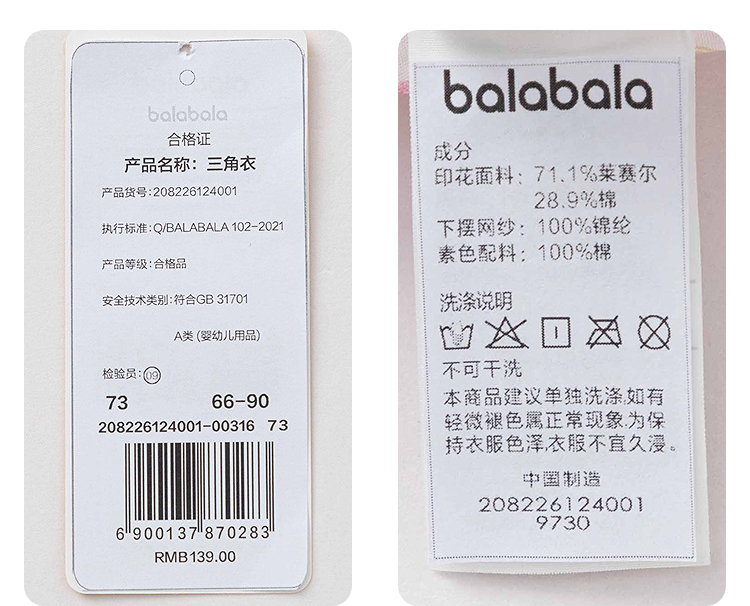 balabala
合格证
产品名称：三角衣
产品货号:208226124001
执行标准:Q/BALABALA 102-2021
产品等级:合格品
安全技术类别:符合GB 31701
A类 (婴幼儿用品)
检验员: 09
73 66-90
208226124001-00316 73
6 900137 870283
RMB139.00
balabala
成分
印花面料：71.1%莱赛尔
28.9%棉
下摆网纱：100%锦纶
素色配料：100%棉
洗涤说明
不可干洗
本商品建议单独洗涤,如有
轻微褪色属正常现象.为保
持衣服色泽,衣服不宜久浸。
中国制造
208226124001
9730